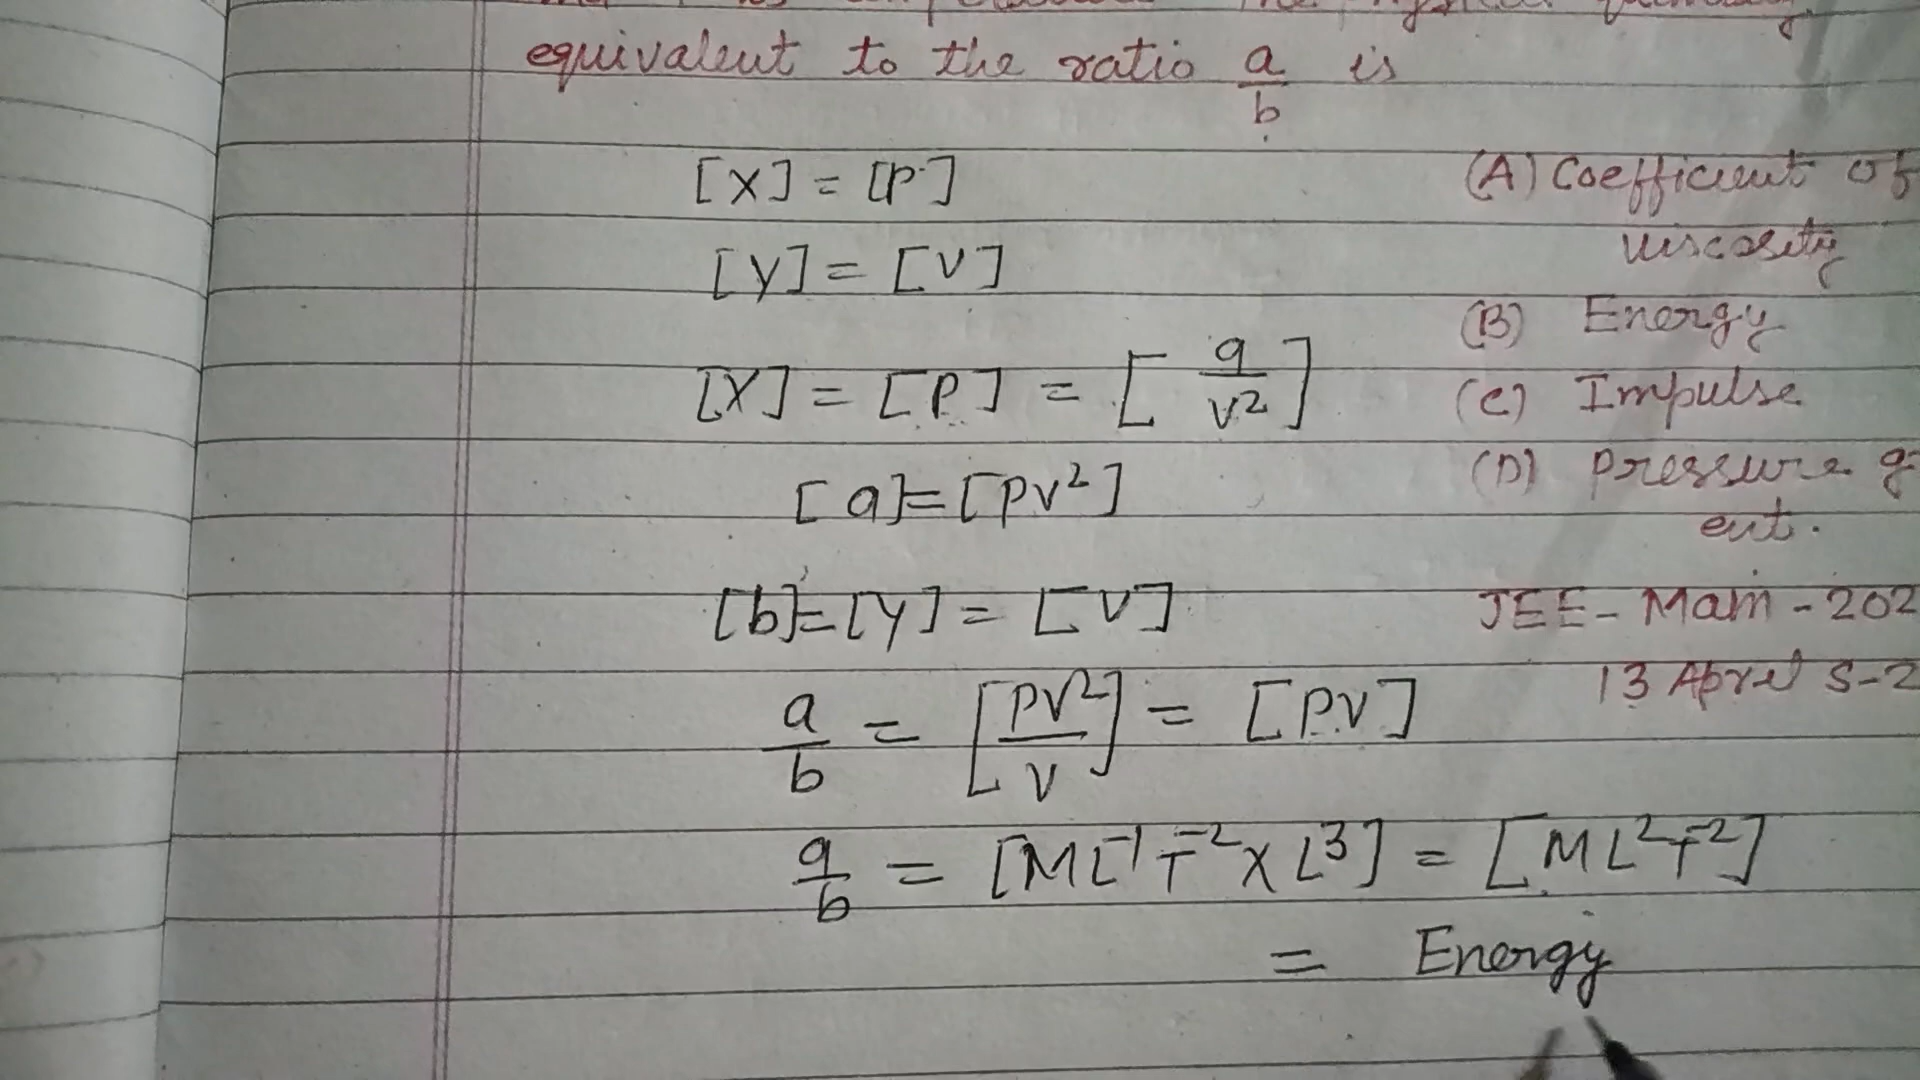 equivalent to the ratio a/b is
[X] = [P]
[Y] = [V]
[X] = [P] = [a/V²]
[a] = [PV²]
[b] = [Y] = [V]
a/b = [PV²/V] = [PV]
a/b = [ML⁻¹T⁻² X L³] = [ML²T⁻²]
= Energy
(A) Coefficient of
viscosity
(B) Energy
(C) Impulse
(D) Pressure g
ent.
JEE - Main - 202
13 April S-2